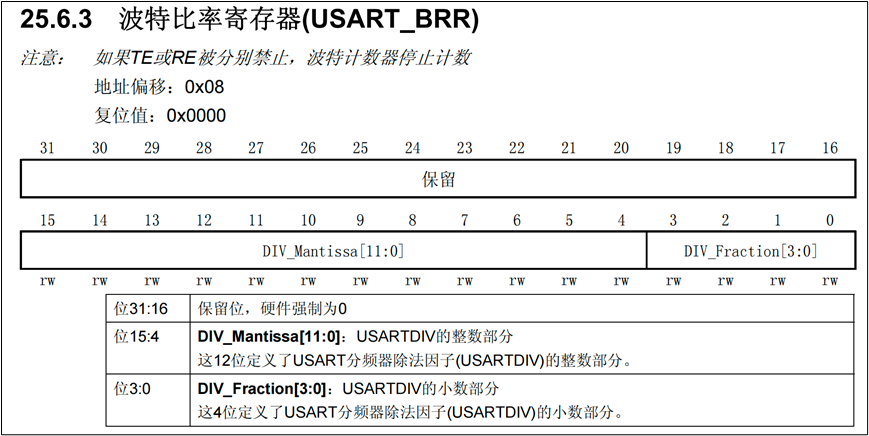 25.6.3 波特比率寄存器(USART_BRR)
注意： 如果TE或RE被分别禁止，波特计数器停止计数
地址偏移：0x08
复位值：0x0000
31 30 29 28 27 26 25 24 23 22 21 20 19 18 17 16
保留
15 14 13 12 11 10 9 8 7 6 5 4 3 2 1 0
DIV_Mantissa[11:0] DIV_Fraction[3:0]
rw rw rw rw rw rw rw rw rw rw rw rw rw rw rw rw
位31:16 保留位，硬件强制为0
位15:4 DIV_Mantissa[11:0]：USARTDIV的整数部分
这12位定义了USART分频器除法因子(USARTDIV)的整数部分。
位3:0 DIV_Fraction[3:0]：USARTDIV的小数部分
这4位定义了USART分频器除法因子(USARTDIV)的小数部分。